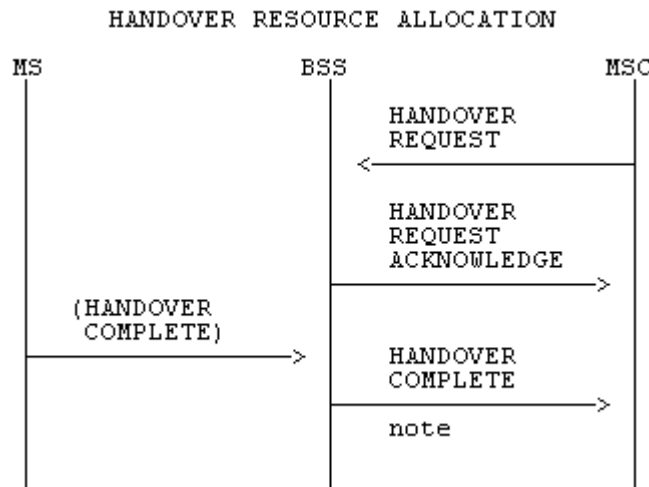 HANDOVER RESOURCE ALLOCATION
MS BSS MSC
HANDOVER
REQUEST
HANDOVER
REQUEST
ACKNOWLEDGE
(HANDOVER
COMPLETE)
HANDOVER
COMPLETE
note